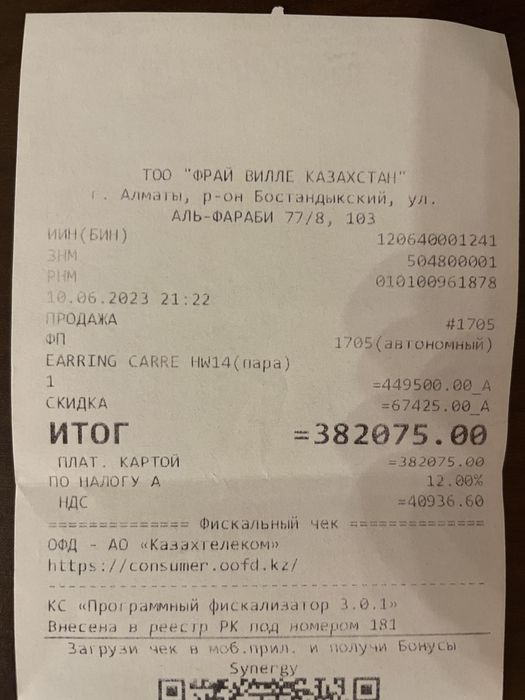 ТОО "ФРАЙ ВИЛЛЕ КАЗАХСТАН"
г. Алматы, р-он Бостандыкский, ул.
АЛЬ-ФАРАБИ 77/8, 103
ИИН(БИН) 120640001241
ЗНМ 504800001
РНМ 010100961878
10.06.2023 21:22
ПРОДАЖА #1705
ФП 1705(автономный)
EARRING CARRE HW14(пара)
1 =449500.00_А
СКИДКА =67425.00_А
ИТОГ =382075.00
ПЛАТ. КАРТОЙ =382075.00
ПО НАЛОГУ А 12.00%
НДС =40936.60
============= Фискальный чек =============
ОФД - АО «Казахтелеком»
https://consumer.oofd.kz/
------------------------------------------
КС «Программный фискализатор 3.0.1»
Внесена в реестр РК под номером 181
Загрузи чек в моб.прил. и получи Бонусы
Synergy